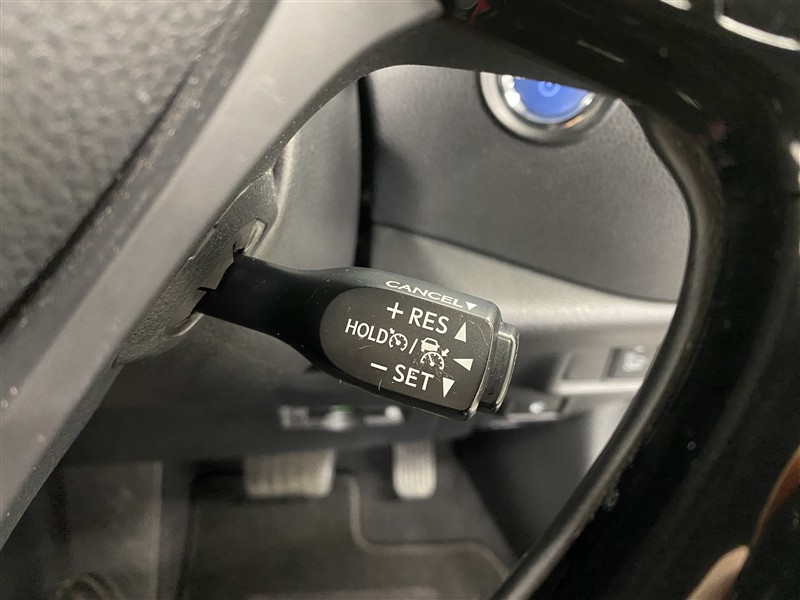 CANCEL▼
+ RES ▲
HOLD /
− SET ▼